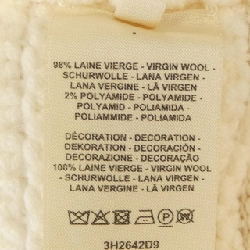 98% LAINE VIERGE - VIRGIN WOOL -
SCHURWOLLE - LANA VIRGEN -
LANA VERGINE - LÃ VIRGEN
2% POLYAMIDE - POLYAMIDE -
POLYAMID - POLIAMIDA -
POLIAMMIDE - POLIAMIDA
DÉCORATION - DECORATION -
DEKORATION - DECORACIÓN -
DECORAZIONE - DECORAÇÃO
100% LAINE VIERGE - VIRGIN WOOL
- SCHURWOLLE - LANA VIRGEN -
LANA VERGINE - LÃ VIRGEN
3H2642D9